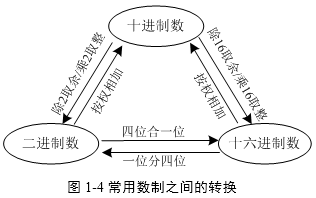 十进制数
除2取余/乘2取整
按权相加
按权相加
除16取余/乘16取整
二进制数
四位合一位
一位分四位
十六进制数
图 1-4 常用数制之间的转换